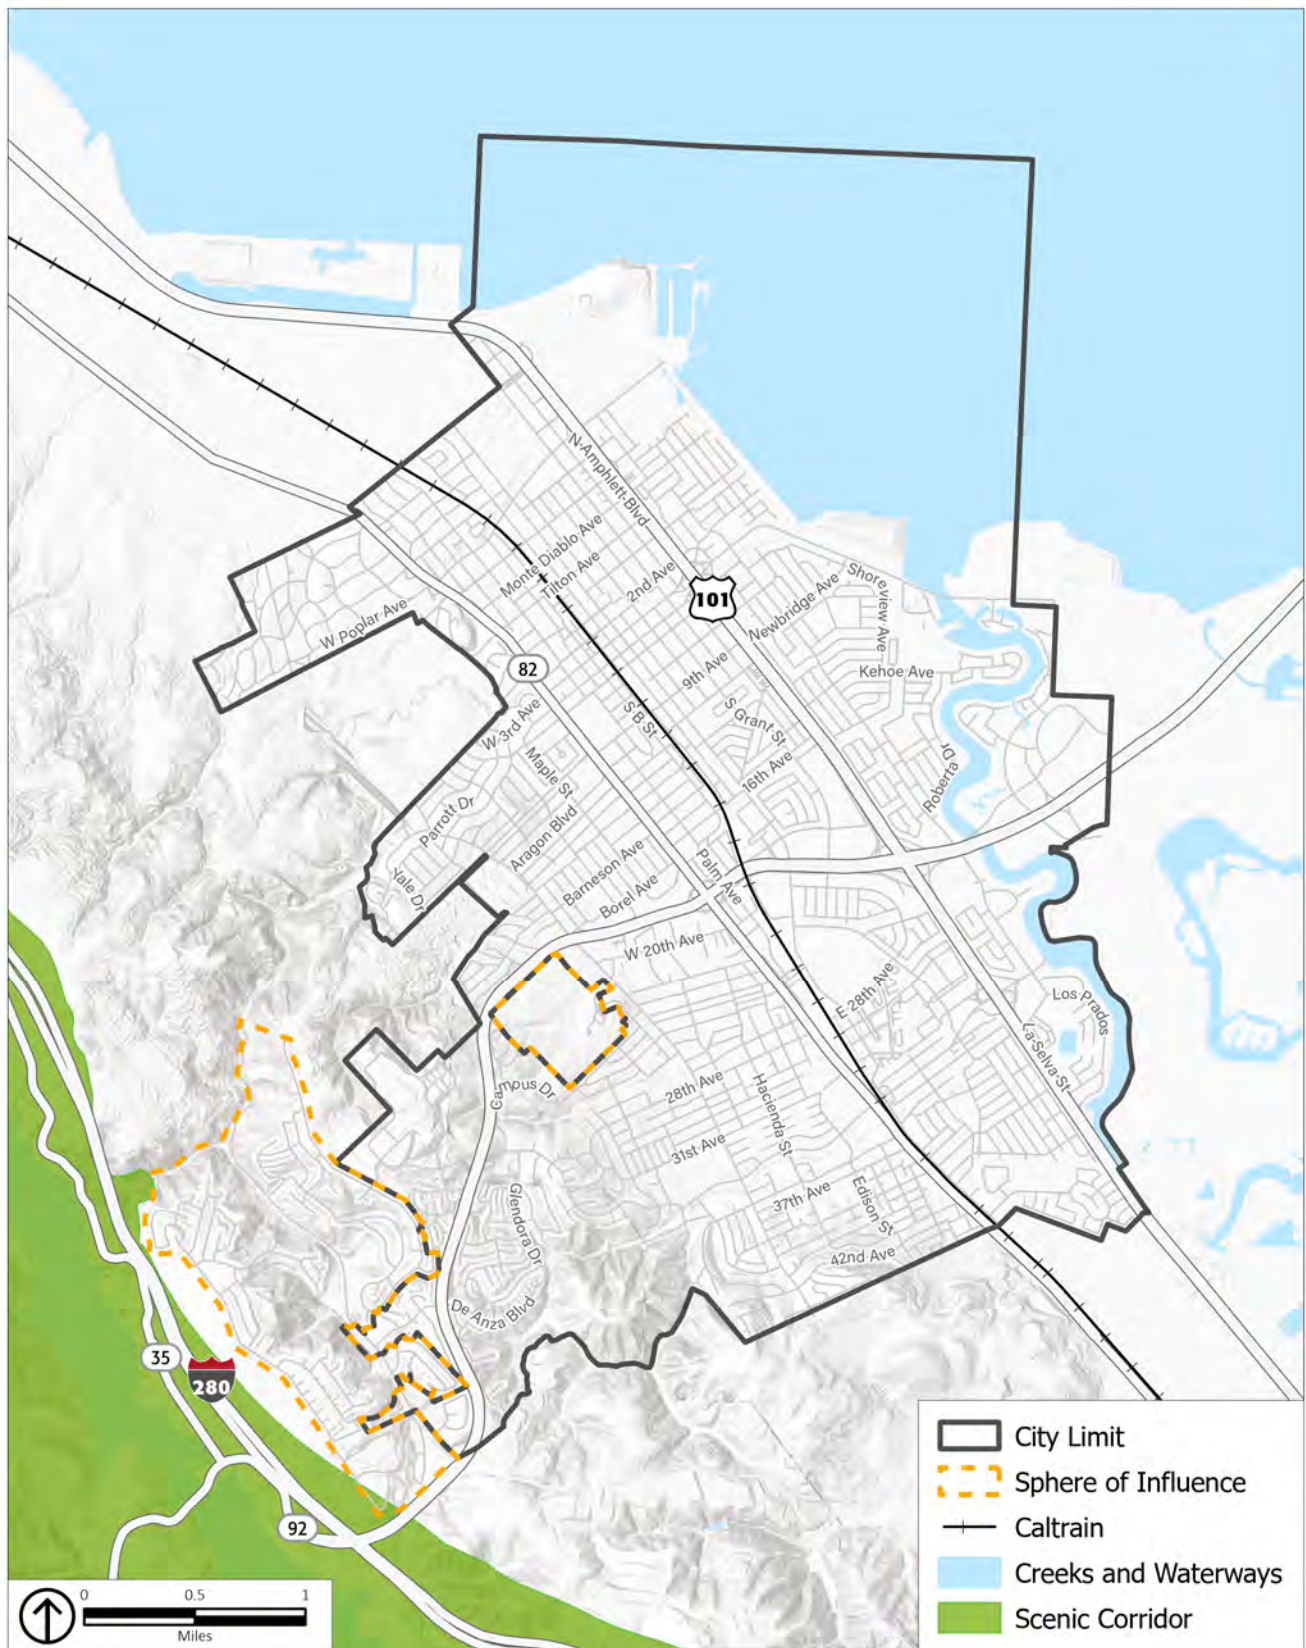 N Amphlett Blvd
Monte Diablo Ave
Tilton Ave
2nd Ave
101
Shoreview Ave
Newbridge Ave
W Poplar Ave
82
9th Ave
Kehoe Ave
W 3rd Ave
S B St
S Grant St
Maple St
16th Ave
Roberta Dr
Parrott Dr
Aragon Blvd
Yale Dr
Barneson Ave
Palm Ave
Borel Ave
W 20th Ave
E 28th Ave
Los Prados
La Selva St
Campus Dr
28th Ave
Hacienda St
31st Ave
Glendora Dr
37th Ave
Edison St
42nd Ave
De Anza Blvd
35
280
92
City Limit
Sphere of Influence
Caltrain
Creeks and Waterways
Scenic Corridor
0 0.5 1
Miles